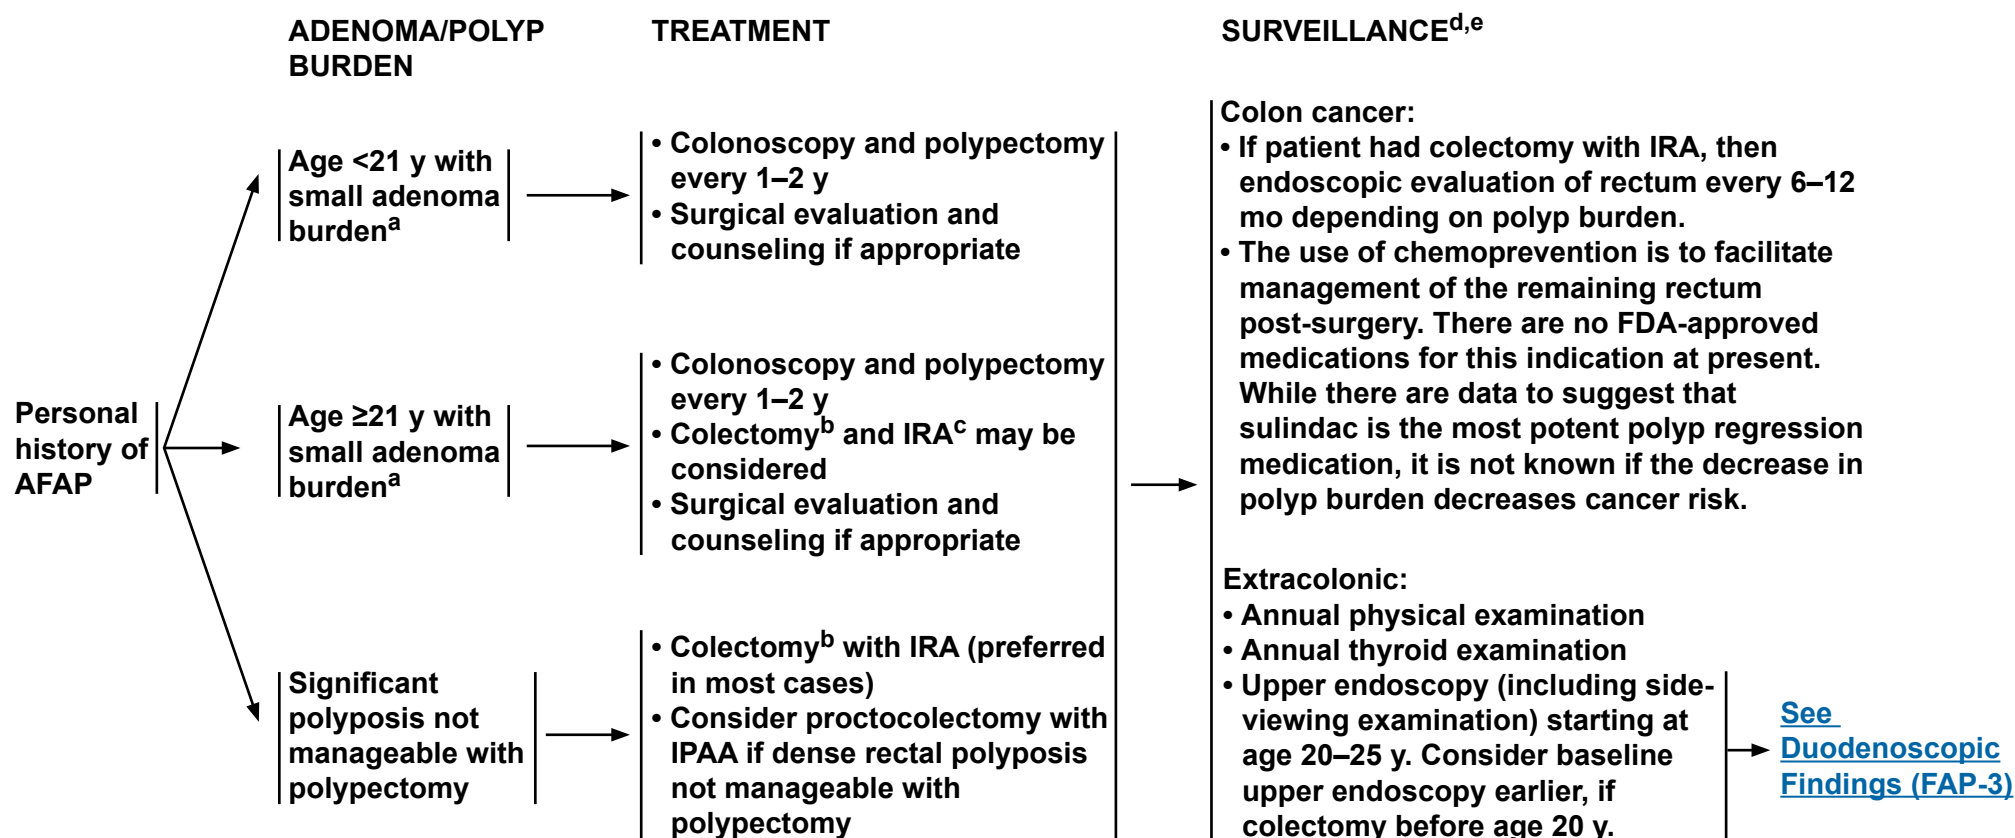 ADENOMA/POLYP
BURDEN
TREATMENT
SURVEILLANCEd,e
Personal
history of
AFAP
Age <21 y with
small adenoma
burdena
• Colonoscopy and polypectomy
every 1–2 y
• Surgical evaluation and
counseling if appropriate
Age ≥21 y with
small adenoma
burdena
• Colonoscopy and polypectomy
every 1–2 y
• Colectomyb and IRAc may be
considered
• Surgical evaluation and
counseling if appropriate
Significant
polyposis not
manageable with
polypectomy
• Colectomyb with IRA (preferred
in most cases)
• Consider proctocolectomy with
IPAA if dense rectal polyposis
not manageable with
polypectomy
Colon cancer:
• If patient had colectomy with IRA, then
endoscopic evaluation of rectum every 6–12
mo depending on polyp burden.
• The use of chemoprevention is to facilitate
management of the remaining rectum
post-surgery. There are no FDA-approved
medications for this indication at present.
While there are data to suggest that
sulindac is the most potent polyp regression
medication, it is not known if the decrease in
polyp burden decreases cancer risk.
Extracolonic:
• Annual physical examination
• Annual thyroid examination
• Upper endoscopy (including side-
viewing examination) starting at
age 20–25 y. Consider baseline
upper endoscopy earlier, if
colectomy before age 20 y.
See
Duodenoscopic
Findings (FAP-3)